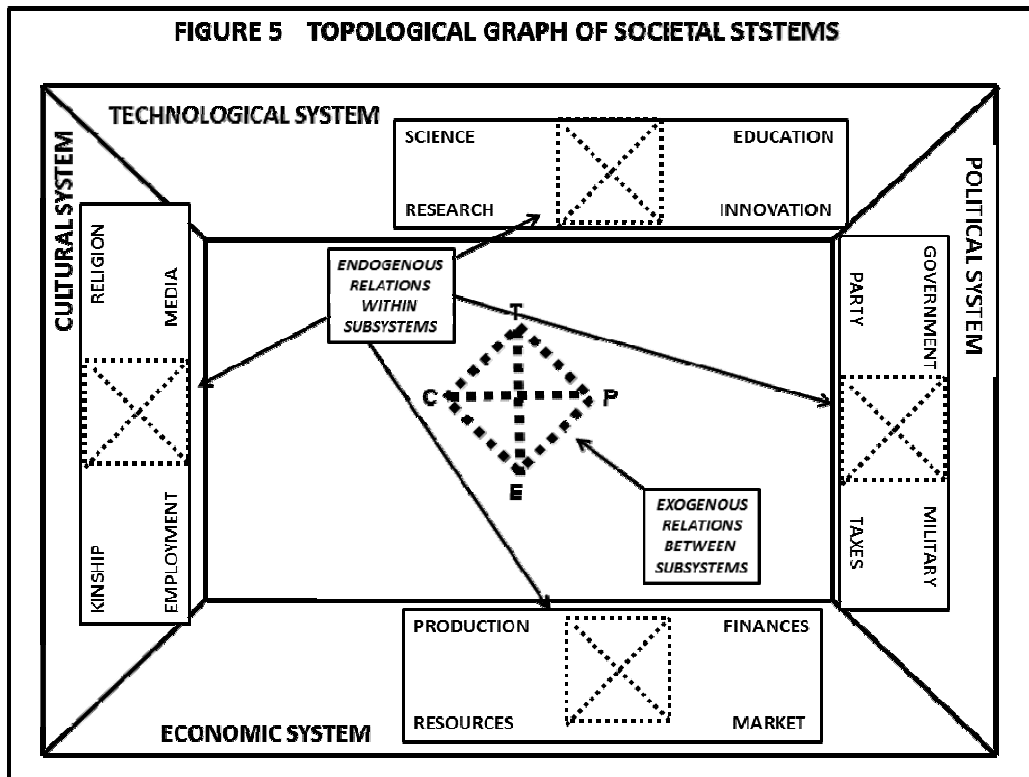 FIGURE 5 TOPOLOGICAL GRAPH OF SOCIETAL STSTEMS
TECHNOLOGICAL SYSTEM
SCIENCE
EDUCATION
RESEARCH
INNOVATION
CULTURAL SYSTEM
RELIGION
MEDIA
KINSHIP
EMPLOYMENT
ENDOGENOUS
RELATIONS
WITHIN
SUBSYSTEMS
T
C
P
E
EXOGENOUS
RELATIONS
BETWEEN
SUBSYSTEMS
POLITICAL SYSTEM
GOVERNMENT
PARTY
MILITARY
TAXES
PRODUCTION
FINANCES
RESOURCES
MARKET
ECONOMIC SYSTEM